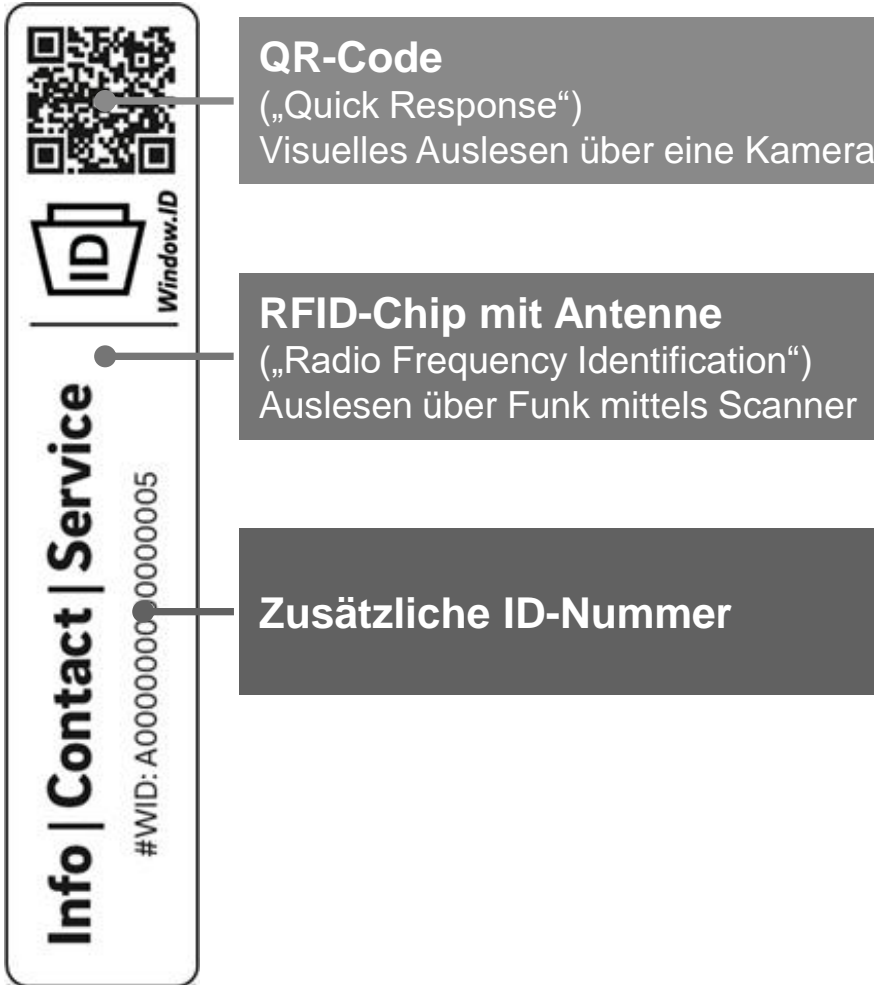 QR-Code
(„Quick Response“)
Visuelles Auslesen über eine Kamera
RFID-Chip mit Antenne
(„Radio Frequency Identification“)
Auslesen über Funk mittels Scanner
Zusätzliche ID-Nummer
ID
Window.ID
Info | Contact | Service
#WID: